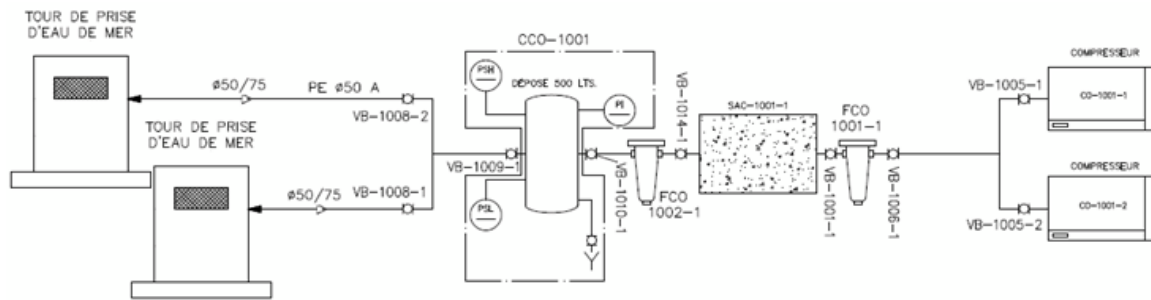 TOUR DE PRISE
D'EAU DE MER
ø50/75
PE ø50 A
VB-1008-2
TOUR DE PRISE
D'EAU DE MER
ø50/75
VB-1008-1
CCO-1001
PSH
DÉPOSE 500 LTS.
PI
VB-1009-1
PSL
VB-1010-1
FCO
1002-1
VB-1014-1
SAC-1001-1
VB-1001-1
FCO
1001-1
VB-1006-1
VB-1005-1
COMPRESSEUR
CO-1001-1
COMPRESSEUR
CO-1001-2
VB-1005-2